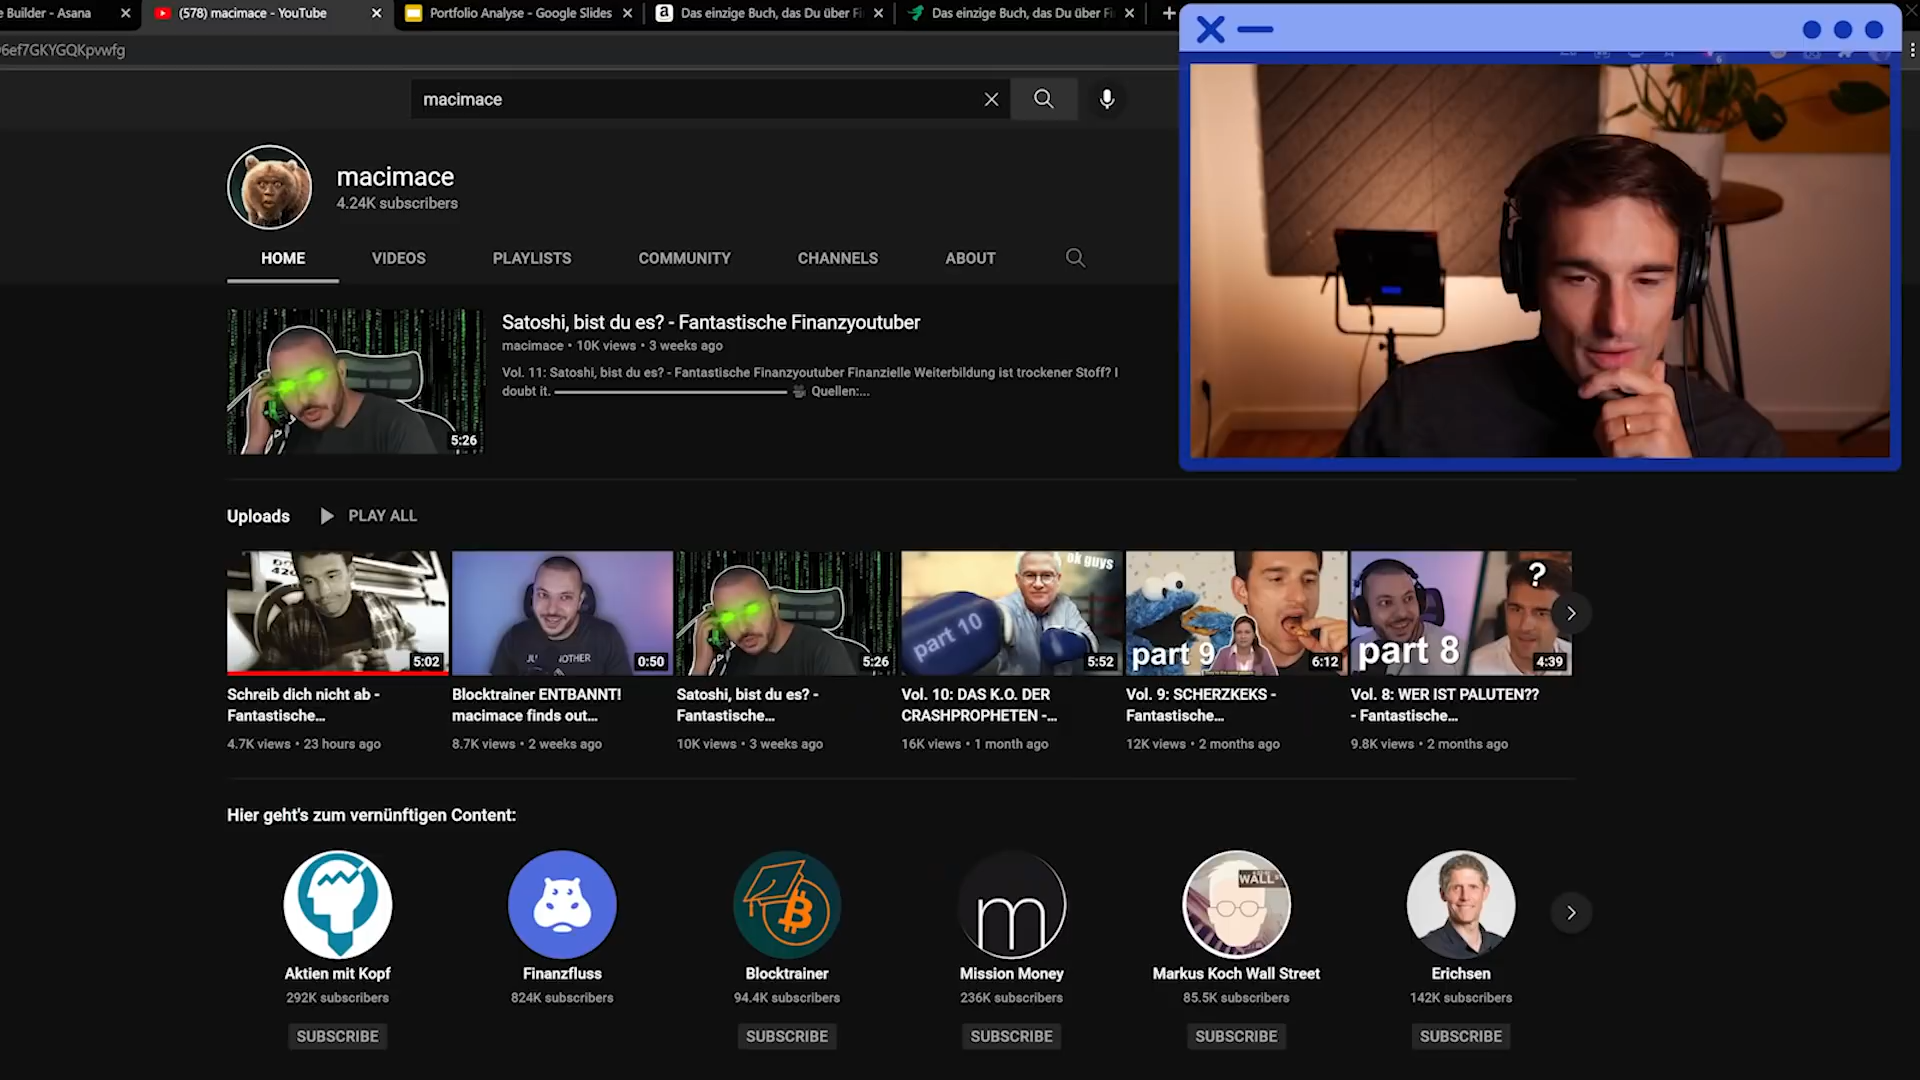 e Builder - Asana
(578) macimace - YouTube
Portfolio Analyse - Google Slides
Das einzige Buch, das Du über Fi
Das einzige Buch, das Du über Fi
6ef7GKYGQKpvwfg
macimace
macimace
4.24K subscribers
HOME
VIDEOS
PLAYLISTS
COMMUNITY
CHANNELS
ABOUT
5:26
Satoshi, bist du es? - Fantastische Finanzyoutuber
macimace • 10K views • 3 weeks ago
Vol. 11: Satoshi, bist du es? - Fantastische Finanzyoutuber Finanzielle Weiterbildung ist trockener Stoff? I
doubt it. Quellen:...
Uploads
PLAY ALL
5:02
0:50
5:26
ok guys
part 10
5:52
part 9
6:12
?
part 8
4:39
Schreib dich nicht ab -
Fantastische...
4.7K views • 23 hours ago
Blocktrainer ENTBANNT!
macimace finds out...
8.7K views • 2 weeks ago
Satoshi, bist du es? -
Fantastische...
10K views • 3 weeks ago
Vol. 10: DAS K.O. DER
CRASHPROPHETEN -...
16K views • 1 month ago
Vol. 9: SCHERZKEKS -
Fantastische...
12K views • 2 months ago
Vol. 8: WER IST PALUTEN??
- Fantastische...
9.8K views • 2 months ago
Hier geht's zum vernünftigen Content:
WALL
Aktien mit Kopf
292K subscribers
SUBSCRIBE
Finanzfluss
824K subscribers
Blocktrainer
94.4K subscribers
SUBSCRIBE
m
Mission Money
236K subscribers
SUBSCRIBE
Markus Koch Wall Street
85.5K subscribers
SUBSCRIBE
Erichsen
142K subscribers
SUBSCRIBE